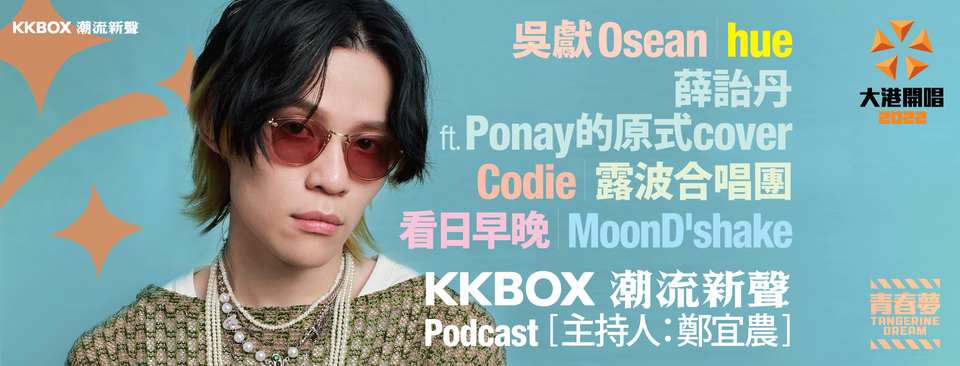 KKBOX 潮流新聲
吳獻 Osean | hue
薛詒丹
ft. Ponay的原式cover
Codie | 露波合唱團
看日早晚 | MoonD'shake
KKBOX 潮流新聲
Podcast [主持人：鄭宜農]
大港開唱
2022
青春夢
TANGERINE
DREAM